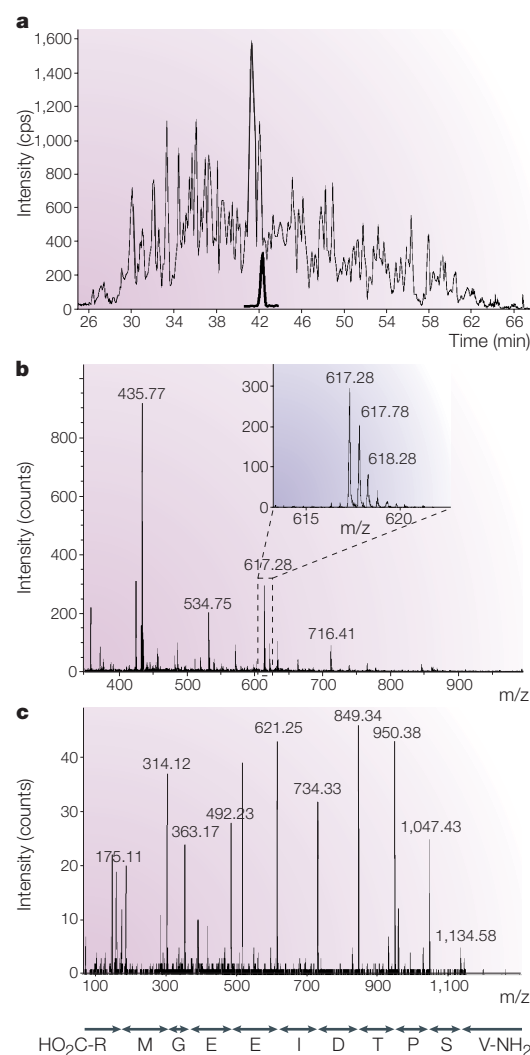 a
Intensity (cps)
1,600
1,400
1,200
1,000
800
600
400
200
0
26 30 34 38 42 46 50 54 58 62 66
Time (min)
b
Intensity (counts)
800
600
400
200
0
435.77
534.75
617.28
716.41
300
200
100
0
617.28
617.78
618.28
615 620
m/z
400 500 600 700 800 900
m/z
c
Intensity (counts)
40
30
20
10
0
175.11
314.12
363.17
492.23
621.25
734.33
849.34
950.38
1,047.43
1,134.58
100 300 500 700 900 1,100
m/z
HO2C-R M G E E I D T P S V-NH2